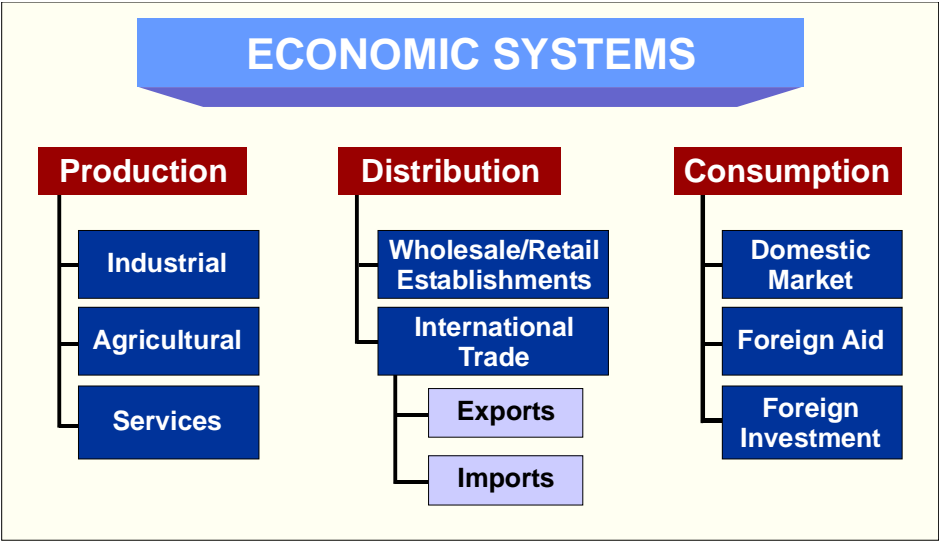 ECONOMIC SYSTEMS
Production
Industrial
Agricultural
Services
Distribution
Wholesale/Retail
Establishments
International
Trade
Exports
Imports
Consumption
Domestic
Market
Foreign Aid
Foreign
Investment